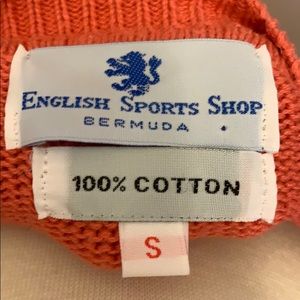 ENGLISH SPORTS SHOP
BERMUDA
100% COTTON
S